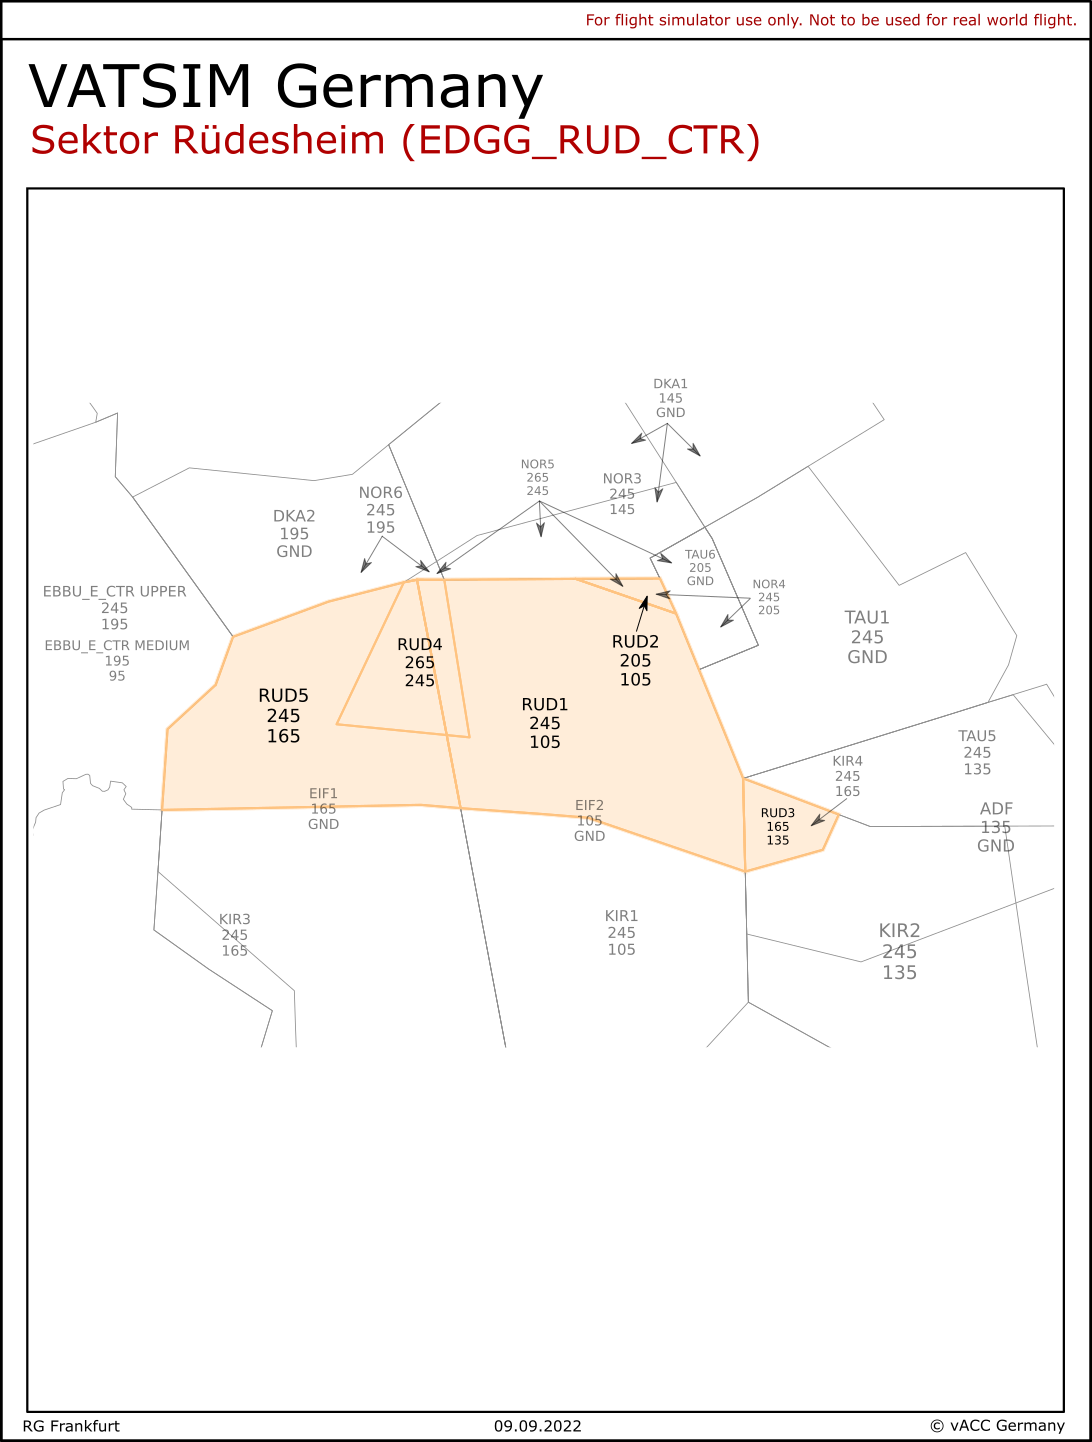 For flight simulator use only. Not to be used for real world flight.
VATSIM Germany
Sektor Rüdesheim (EDGG_RUD_CTR)
DKA1
145
GND
NOR5
265
245
NOR3
245
145
NOR6
245
195
DKA2
195
GND
TAU6
205
GND
NOR4
245
205
EBBU_E_CTR UPPER
245
195
EBBU_E_CTR MEDIUM
195
95
TAU1
245
GND
RUD4
265
245
RUD2
205
105
RUD5
245
165
RUD1
245
105
TAU5
245
135
KIR4
245
165
EIF1
165
GND
EIF2
105
GND
RUD3
165
135
ADF
135
GND
KIR3
245
165
KIR1
245
105
KIR2
245
135
RG Frankfurt
09.09.2022
© vACC Germany